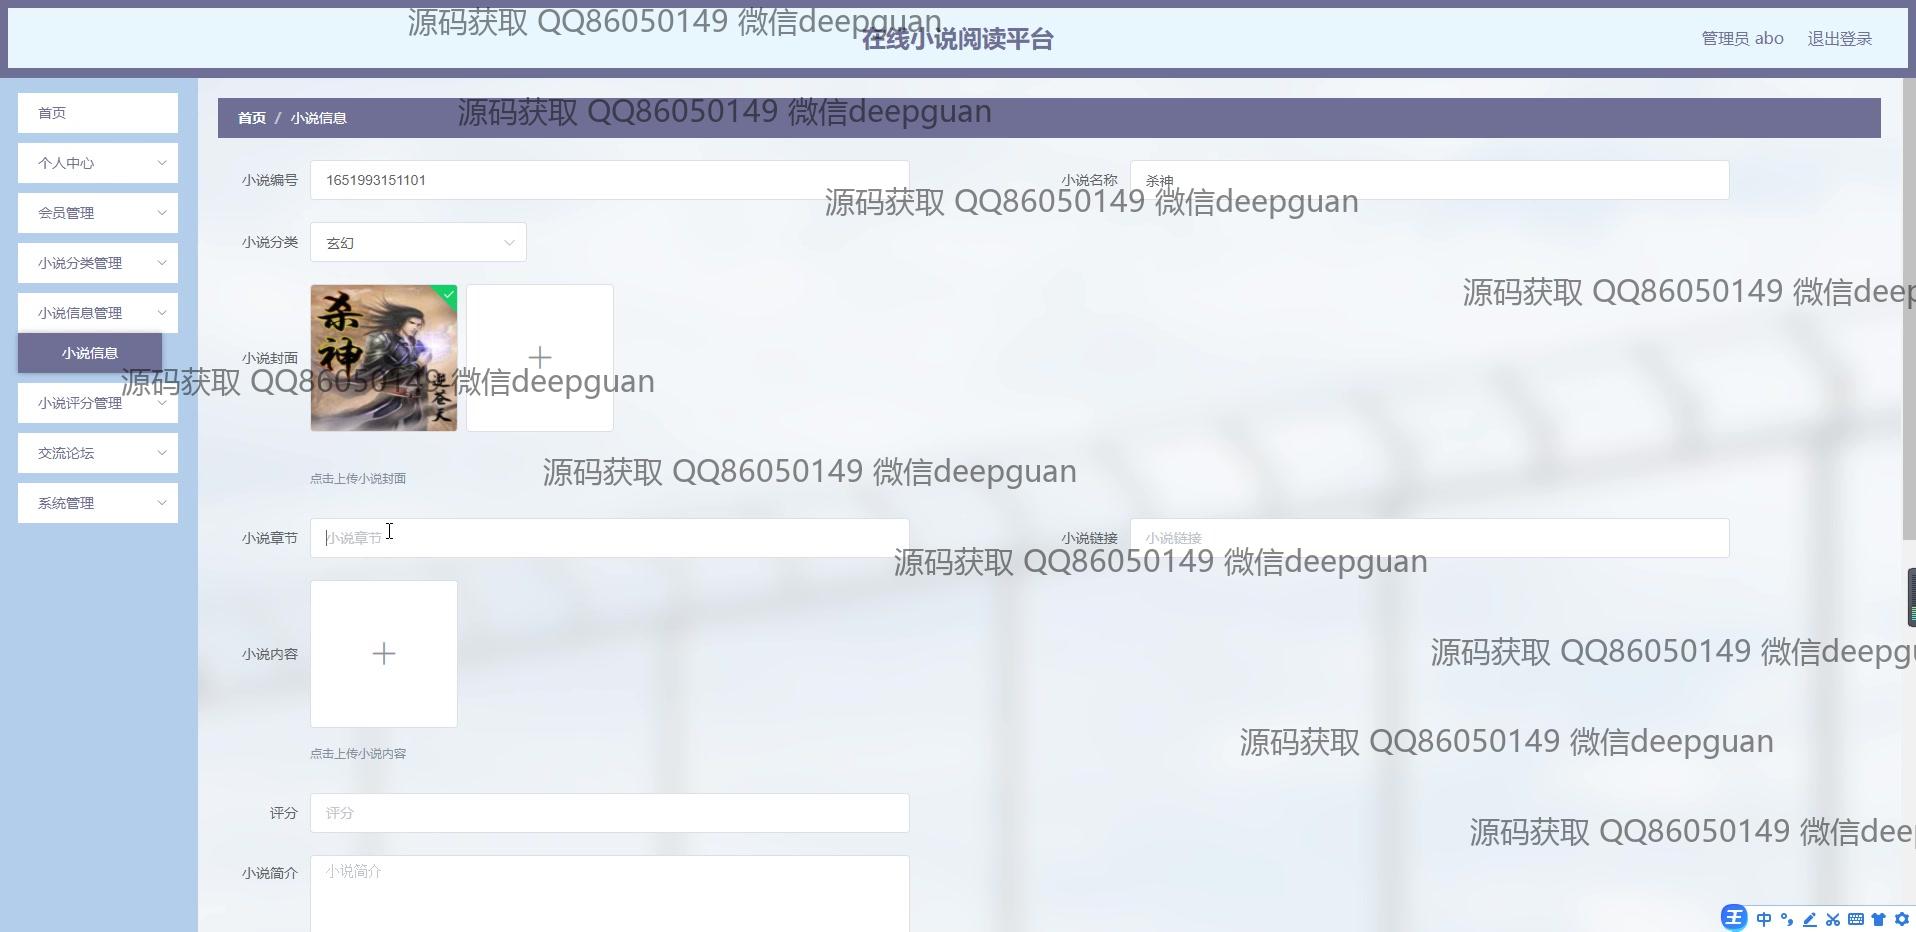 源码获取 QQ86050149 微信deepguan
在线小说阅读平台
管理员 abo
退出登录
首页
个人中心
会员管理
小说分类管理
小说信息管理
小说信息
小说评分管理
交流论坛
系统管理
首页 / 小说信息
源码获取 QQ86050149 微信deepguan
小说编号
1651993151101
小说名称
杀神
源码获取 QQ86050149 微信deepguan
小说分类
玄幻
源码获取 QQ86050149 微信deep
小说封面
杀神
逆苍天
源码获取 QQ86050149 微信deepguan
点击上传小说封面
源码获取 QQ86050149 微信deepguan
小说章节
小说章节
小说链接
小说链接
源码获取 QQ86050149 微信deepguan
小说内容
源码获取 QQ86050149 微信deepgu
点击上传小说内容
源码获取 QQ86050149 微信deepguan
评分
评分
源码获取 QQ86050149 微信deep
小说简介
小说简介
王 中